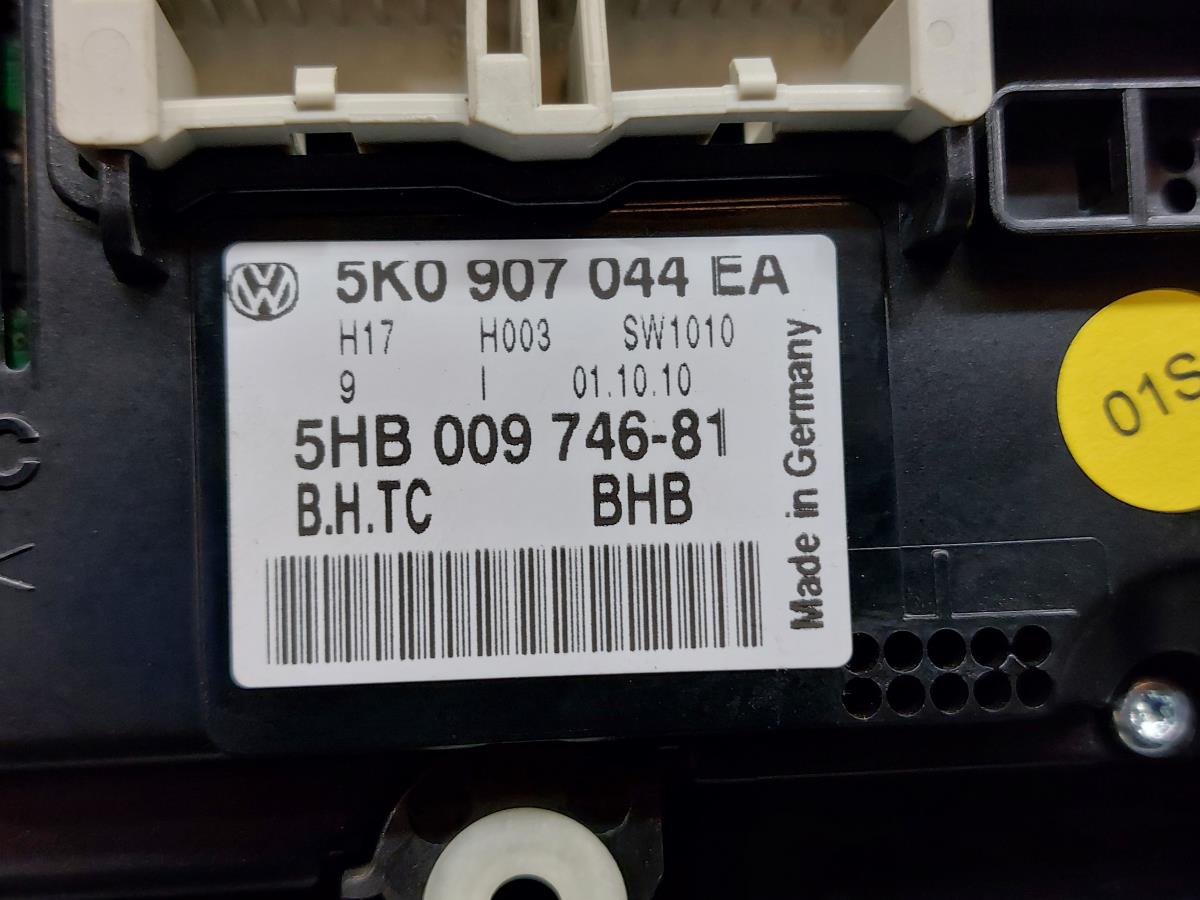 5K0 907 044 EA
H17 H003 SW1010
9 I 01.10.10
5HB 009 746-81
B.H.TC BHB
Made in Germany
01S